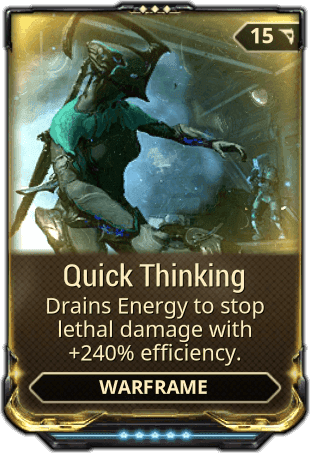 15
Quick Thinking
Drains Energy to stop
lethal damage with
+240% efficiency.
WARFRAME